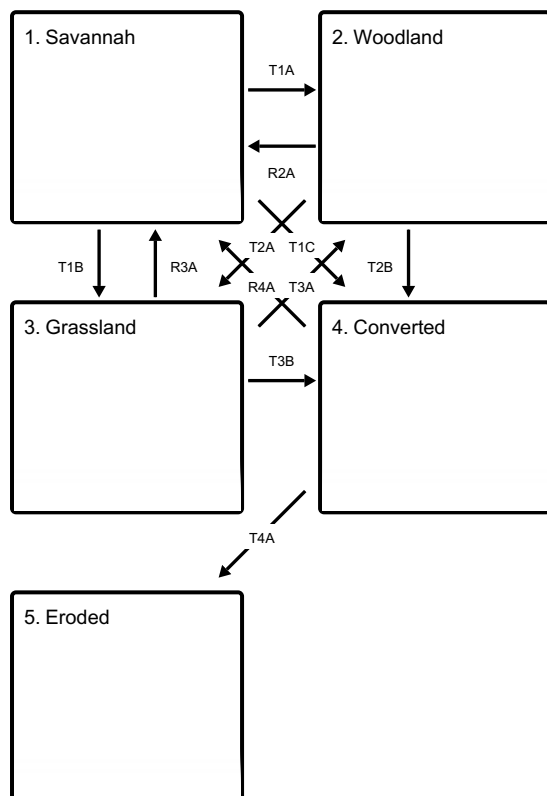 1. Savannah
2. Woodland
T1A
R2A
T1B
R3A
T2A
T1C
T2B
R4A
T3A
3. Grassland
4. Converted
T3B
T4A
5. Eroded